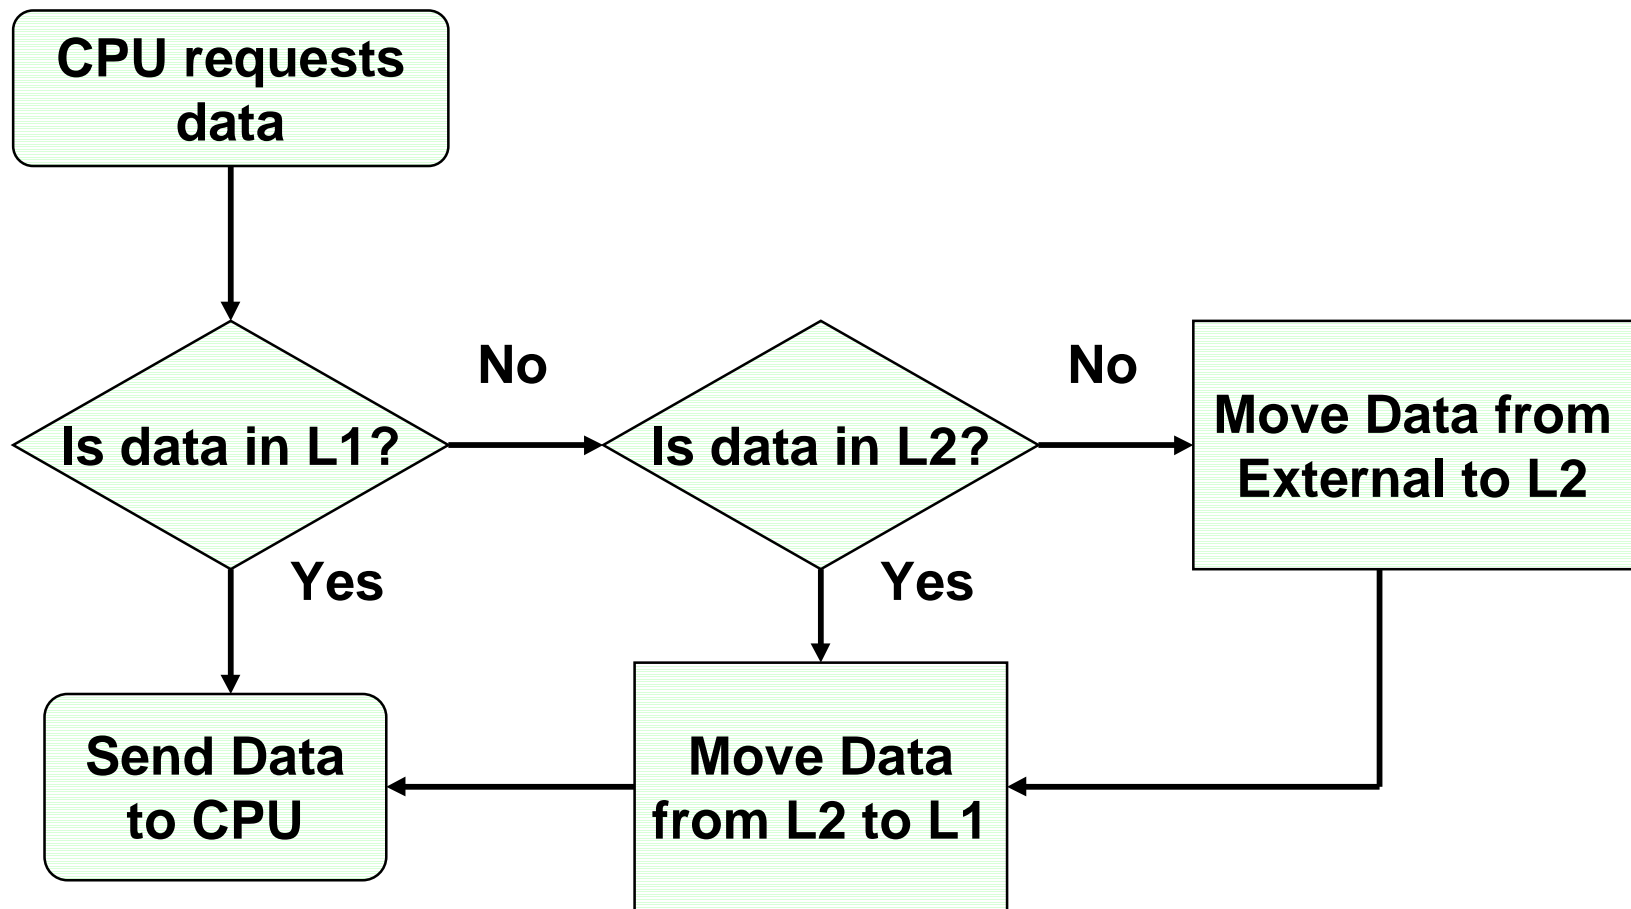 CPU requests
data
No
No
Is data in L1?
Is data in L2?
Move Data from
External to L2
Yes
Yes
Send Data
to CPU
Move Data
from L2 to L1